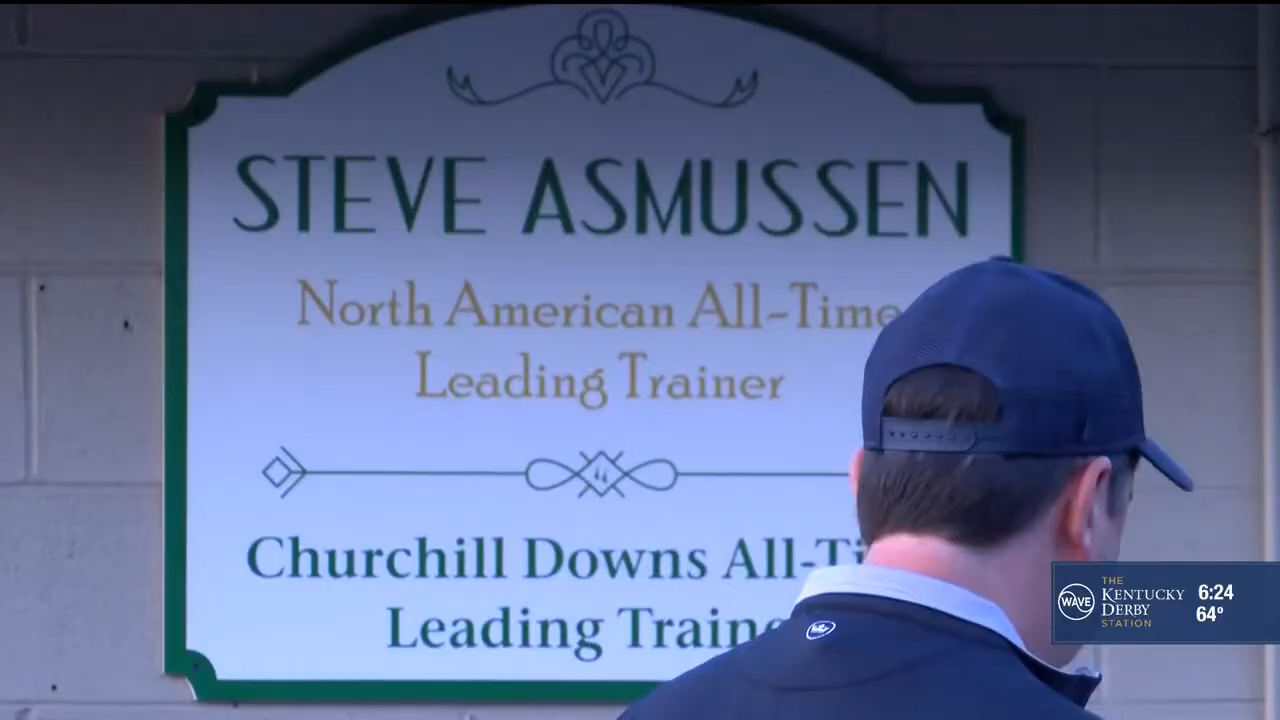 STEVE ASMUSSEN
North American All-Time
Leading Trainer
Churchill Downs All-Ti
Leading Traine
WAVE
THE
KENTUCKY
DERBY
STATION
6:24
64°